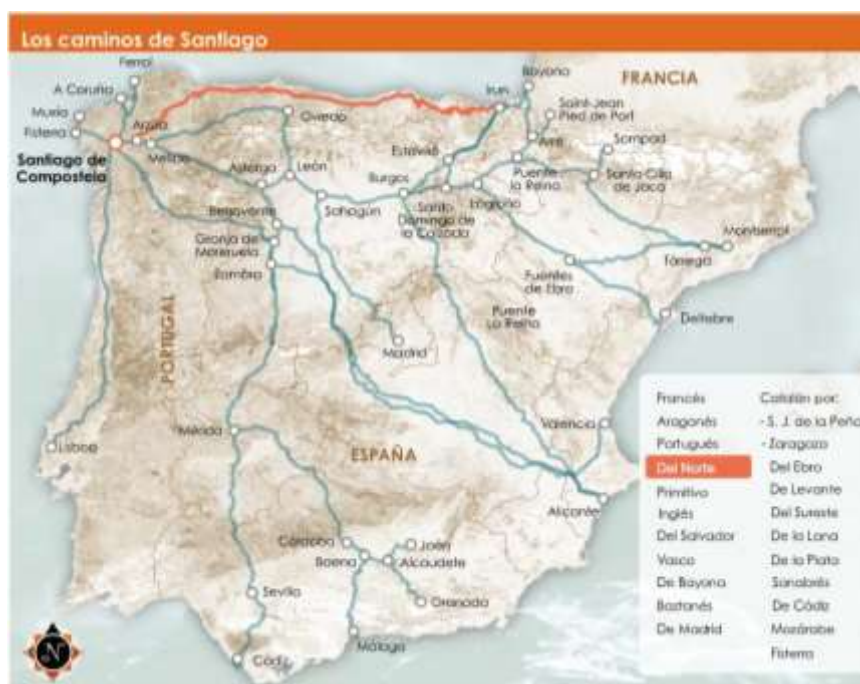 Los caminos de Santiago
Ferrol
A Coruña
Muxía
Fisterra
Arzúa
Melide
Santiago de
Compostela
Oviedo
Irún
Bayona
FRANCIA
Saint-Jean
Pied de Port
Somport
Astorga
León
Burgos
Puente
la Reina
Santa Cilia
de Jaca
Benavente
Sahagún
Santo
Domingo de
la Calzada
Logroño
Montserrat
Granja de
Moreruela
Zamora
Fuentes
de Ebro
Tárrega
PORTUGAL
Madrid
Puente
La Reina
Deltebre
Lisboa
Mérida
ESPAÑA
Valencia
Alicante
Córdoba
Baena
Jaén
Alcaudete
Sevilla
Granada
Cádiz
Málaga
N
Francés
Aragonés
Portugués
Del Norte
Primitivo
Inglés
Del Salvador
Vasco
De Bayona
Baztanés
De Madrid
Catalán por:
- S. J. de la Peña
- Zaragoza
Del Ebro
De Levante
Del Sureste
De la Lana
De la Plata
Sanabrés
De Cádiz
Mozárabe
Fisterra